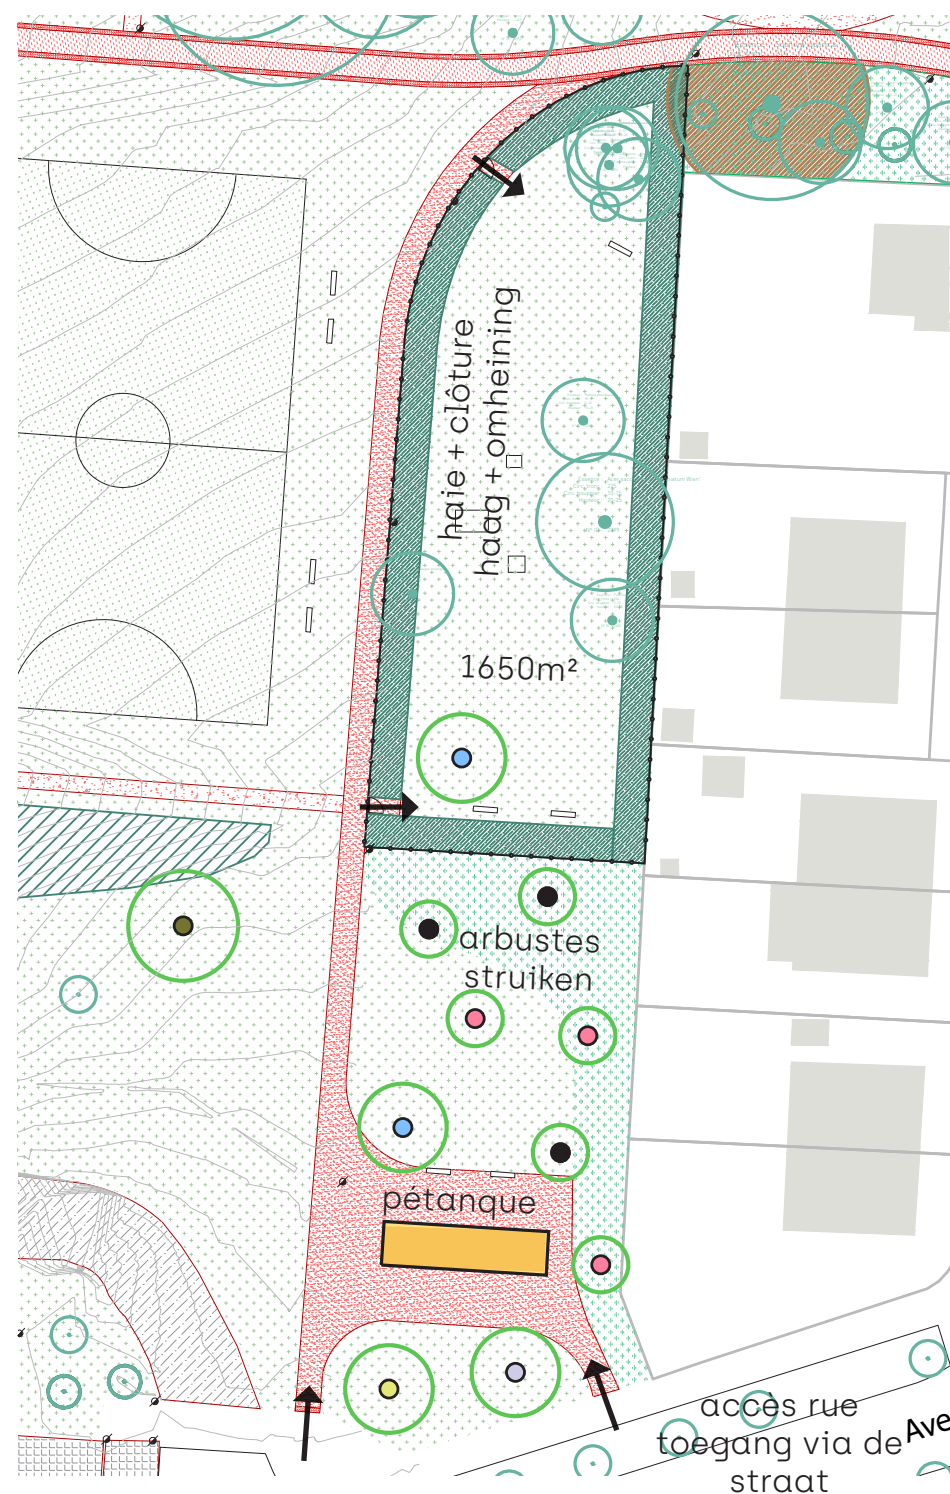 haie + clôture
haag + omheining
1650m²
arbustes
struiken
pétanque
accès rue
toegang via de
straat
Ave